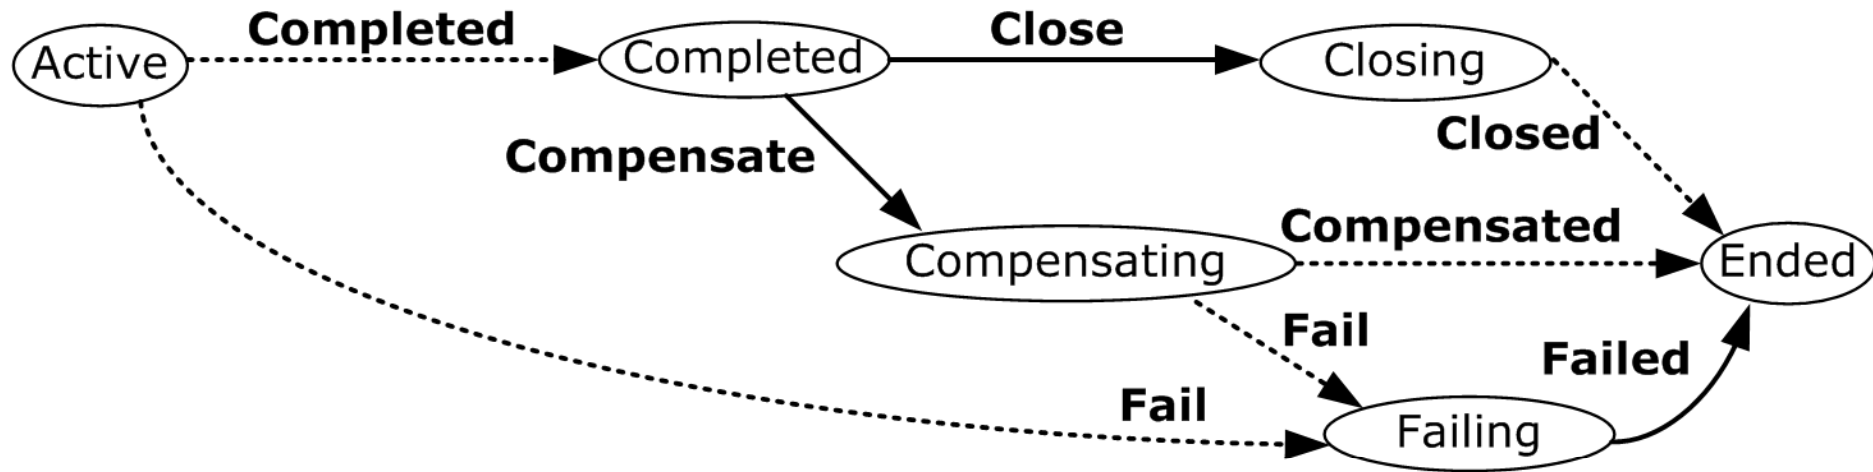 Completed
Close
Active
Completed
Closing
Closed
Compensate
Compensated
Compensating
Ended
Fail
Failed
Fail
Failing